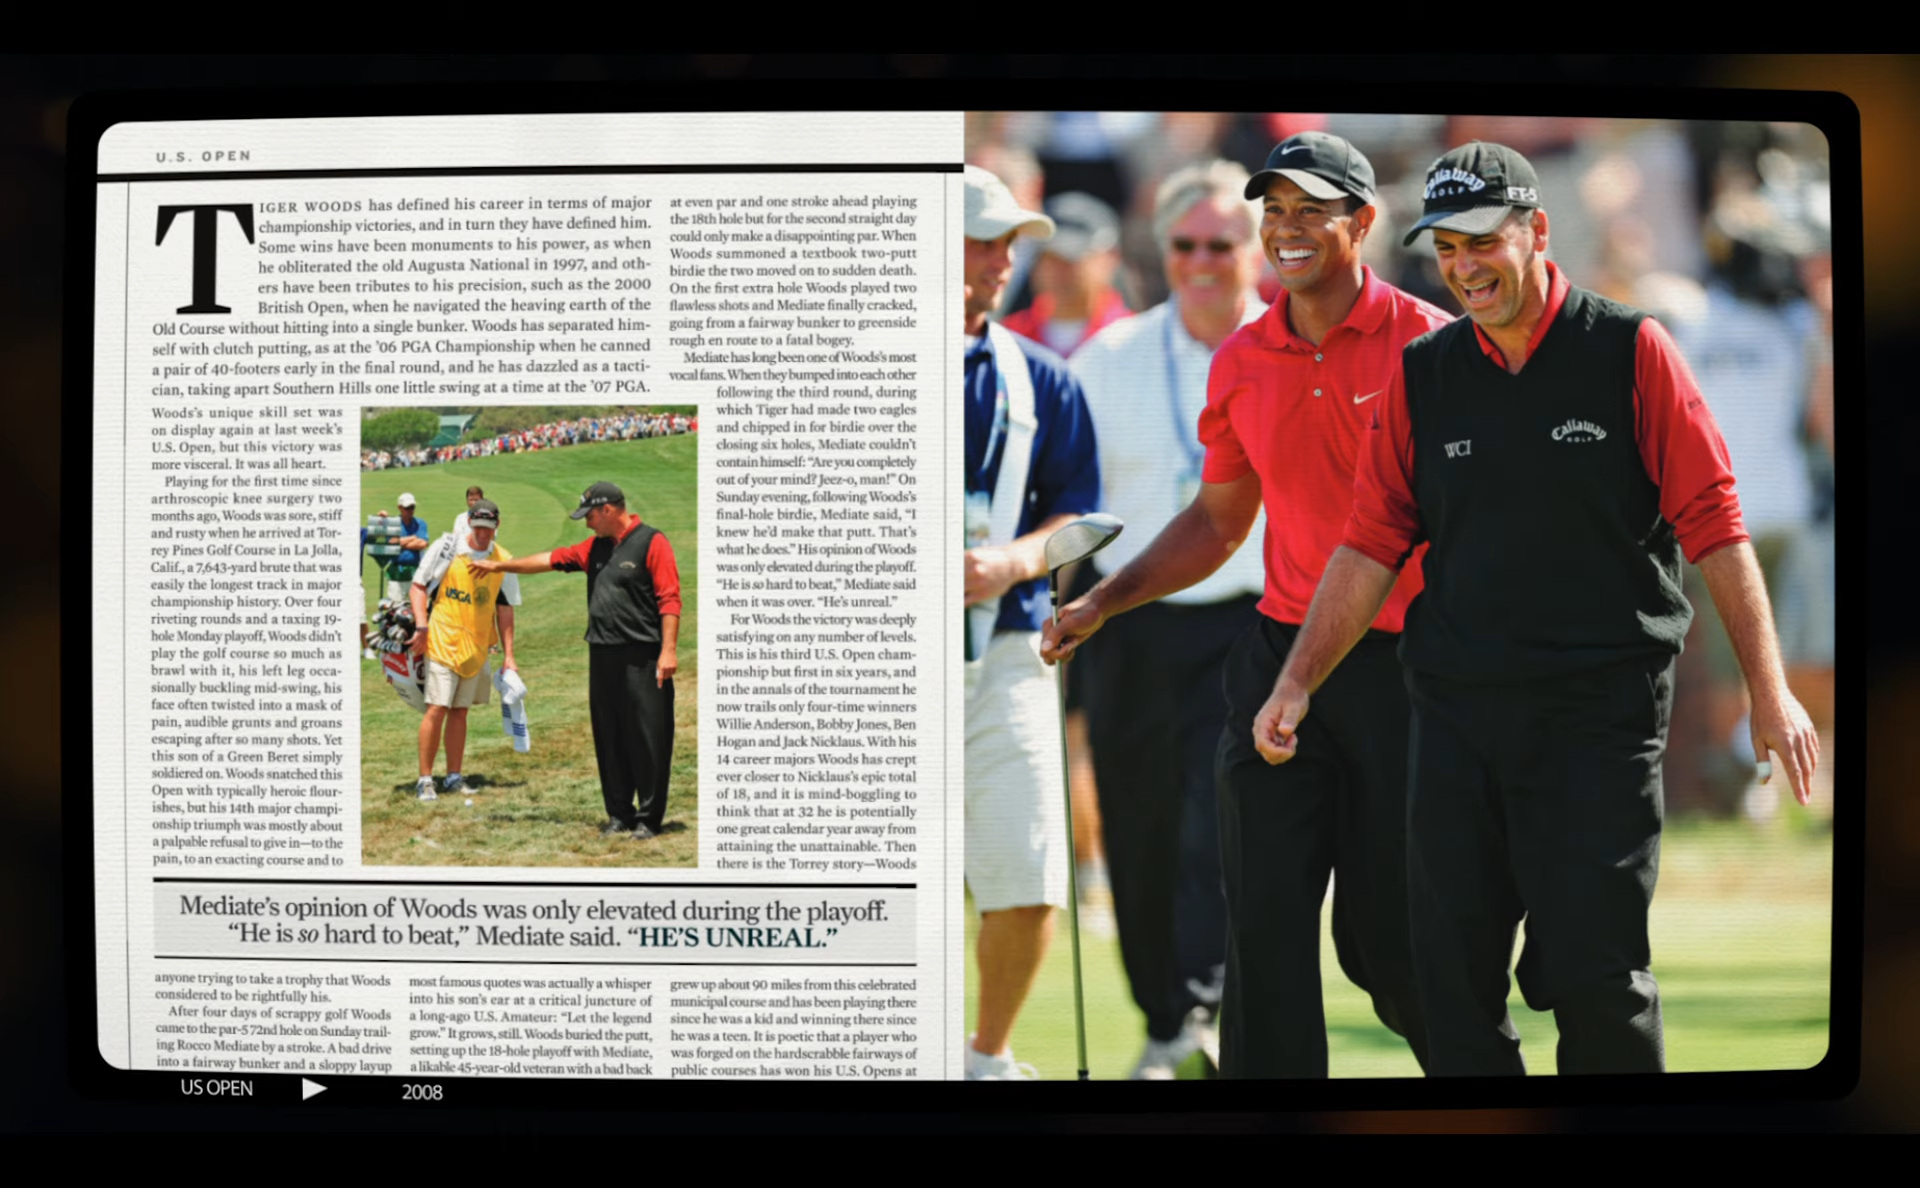 U.S. OPEN
TIGER WOODS has defined his career in terms of major
championship victories, and in turn they have defined him.
Some wins have been monuments to his power, as when
he obliterated the old Augusta National in 1997, and oth-
ers have been tributes to his precision, such as the 2000
British Open, when he navigated the heaving earth of the
Old Course without hitting into a single bunker. Woods has separated him-
self with clutch putting, as at the ’06 PGA Championship when he canned
a pair of 40-footers early in the final round, and he has dazzled as a tacti-
cian, taking apart Southern Hills one little swing at a time at the ’07 PGA.
Woods’s unique skill set was
on display again at last week’s
U.S. Open, but this victory was
more visceral. It was all heart.
Playing for the first time since
arthroscopic knee surgery two
months ago, Woods was sore, stiff
and rusty when he arrived at Tor-
rey Pines Golf Course in La Jolla,
Calif., a 7,643-yard brute that was
easily the longest track in major
championship history. Over four
riveting rounds and a taxing 19-
hole Monday playoff, Woods didn’t
play the golf course so much as
brawl with it, his left leg occa-
sionally buckling mid-swing, his
face often twisted into a mask of
pain, audible grunts and groans
escaping after so many shots. Yet
this son of a Green Beret simply
soldiered on. Woods snatched this
Open with typically heroic flour-
ishes, but his 14th major champi-
onship triumph was mostly about
a palpable refusal to give in—to the
pain, to an exacting course and to
anyone trying to take a trophy that Woods
considered to be rightfully his.
After four days of scrappy golf Woods
came to the par-5 72nd hole on Sunday trail-
ing Rocco Mediate by a stroke. A bad drive
into a fairway bunker and a sloppy layup
most famous quotes was actually a whisper
into his son’s ear at a critical juncture of
a long-ago U.S. Amateur: “Let the legend
grow.” It grows, still. Woods buried the putt,
setting up the 18-hole playoff with Mediate,
a likable 45-year-old veteran with a bad back
at even par and one stroke ahead playing
the 18th hole but for the second straight day
could only make a disappointing par. When
Woods summoned a textbook two-putt
birdie the two moved on to sudden death.
On the first extra hole Woods played two
flawless shots and Mediate finally cracked,
going from a fairway bunker to greenside
rough en route to a fatal bogey.
Mediate has long been one of Woods’s most
vocal fans. When they bumped into each other
following the third round, during
which Tiger had made two eagles
and chipped in for birdie over the
closing six holes, Mediate couldn’t
contain himself: “Are you completely
out of your mind? Jeez-o, man!” On
Sunday evening, following Woods’s
final-hole birdie, Mediate said, “I
knew he’d make that putt. That’s
what he does.” His opinion of Woods
was only elevated during the playoff.
“He is so hard to beat,” Mediate said
when it was over. “He’s unreal.”
For Woods the victory was deeply
satisfying on any number of levels.
This is his third U.S. Open cham-
pionship but first in six years, and
in the annals of the tournament he
now trails only four-time winners
Willie Anderson, Bobby Jones, Ben
Hogan and Jack Nicklaus. With his
14 career majors Woods has crept
ever closer to Nicklaus’s epic total
of 18, and it is mind-boggling to
think that at 32 he is potentially
one great calendar year away from
attaining the unattainable. Then
there is the Torrey story—Woods
grew up about 90 miles from this celebrated
municipal course and has been playing there
since he was a kid and winning there since
he was a teen. It is poetic that a player who
was forged on the hardscrabble fairways of
public courses has won his U.S. Opens at
Mediate’s opinion of Woods was only elevated during the playoff.
“He is so hard to beat,” Mediate said. “HE’S UNREAL.”
USGA
Callaway
GOLF
FT-5
WCI
Callaway
GOLF
US OPEN
2008